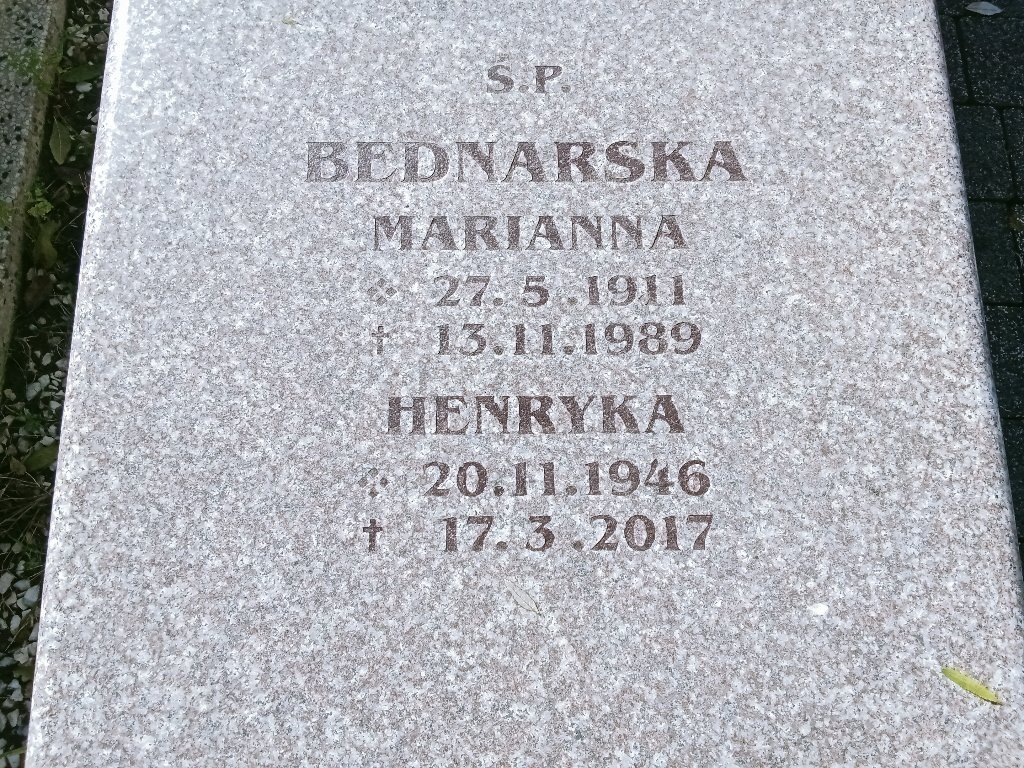 Ś.P.
BEDNARSKA
MARIANNA
27. 5 .1911
† 13.11.1989
HENRYKA
20.11.1946
† 17. 3 .2017